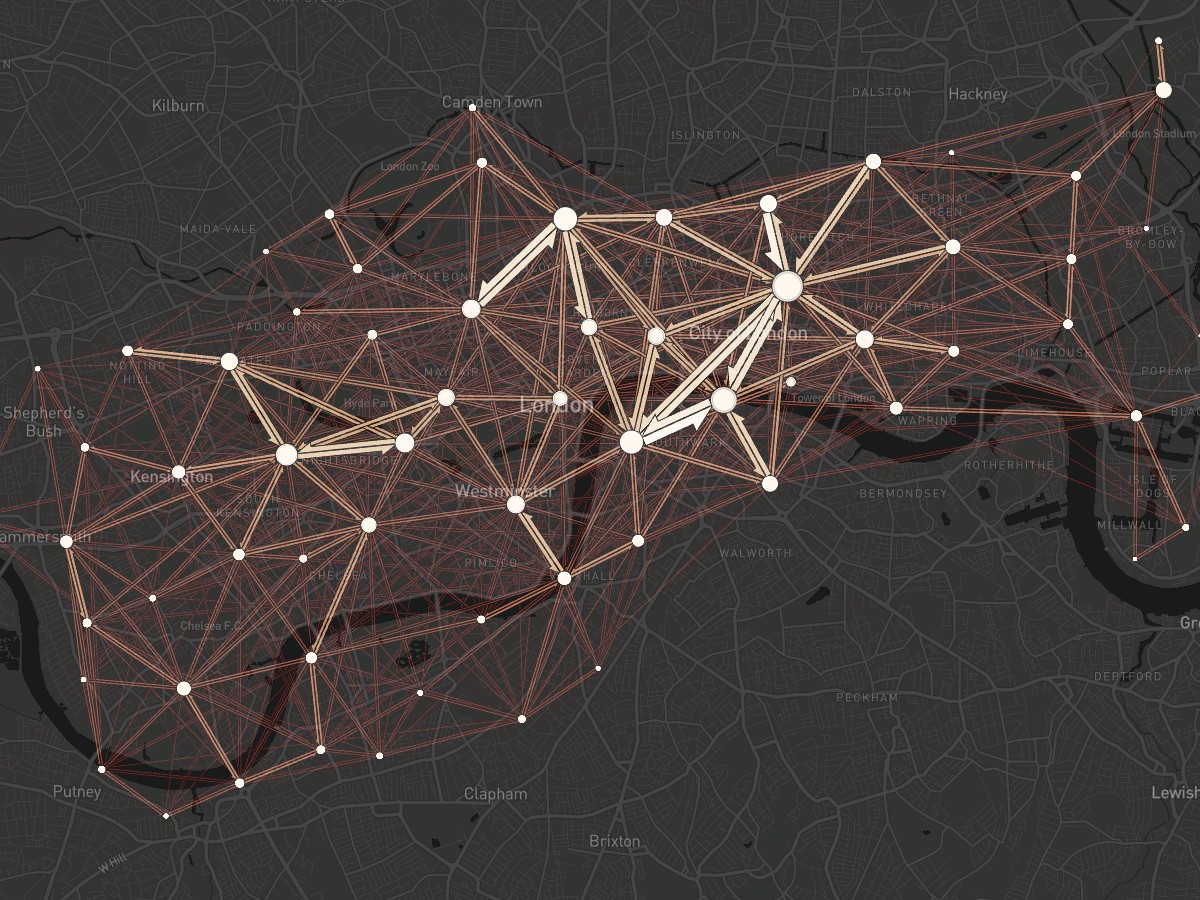 Kilburn
Camden Town
DALSTON
Hackney
ISLINGTON
London Stadium
London Zoo
BETHNAL
GREEN
MAIDA VALE
BROMLEY-
BY-BOW
MARYLEBONE
WHITECHAPEL
PADDINGTON
City of London
LIMEHOUSE
NOTTING
HILL
MAYFAIR
POPLAR
Hyde Park
London
Tower of London
Shepherd's
Bush
SOUTHWARK
WAPPING
KNIGHTSBRIDGE
ROTHERHITHE
Kensington
Westminster
ISLE OF
DOGS
SOUTH
KENSINGTON
BERMONDSEY
MILLWALL
ammersmith
WALWORTH
PIMLICO
CHELSEA
Chelsea F.C.
DEPTFORD
PECKHAM
Putney
Clapham
Lewish
Brixton
W Hill